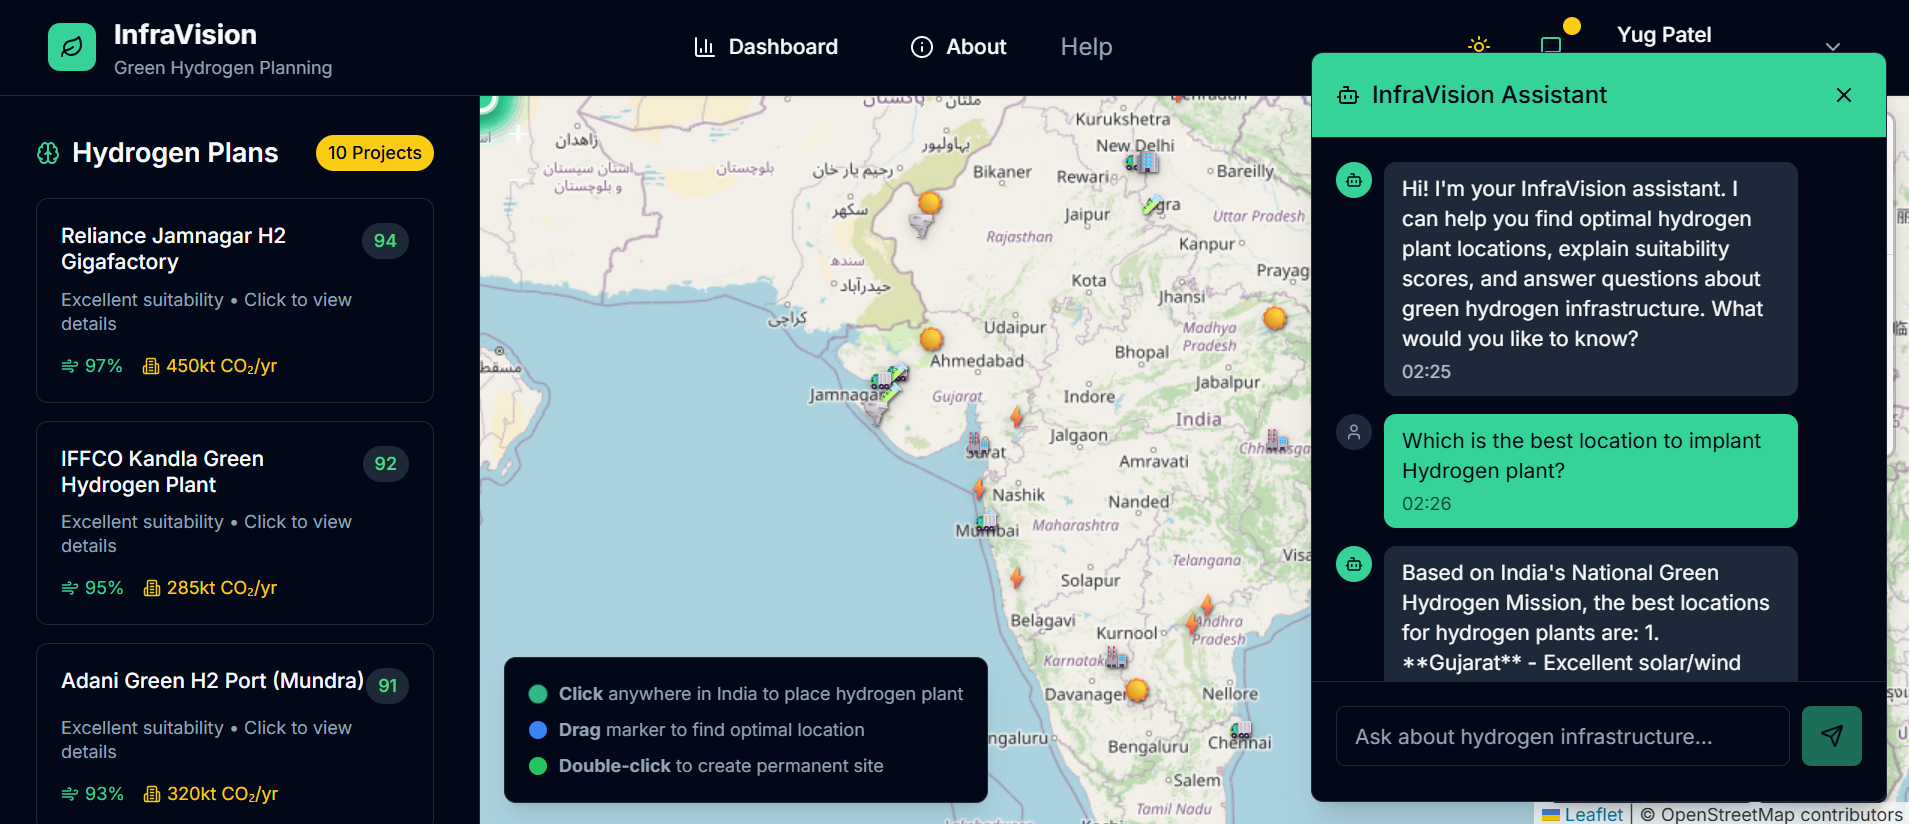 InfraVision
Green Hydrogen Planning
Dashboard
About
Help
Yug Patel
Hydrogen Plans
10 Projects
Reliance Jamnagar H2
Gigafactory
94
Excellent suitability • Click to view
details
97%
450kt CO₂/yr
IFFCO Kandla Green
Hydrogen Plant
92
Excellent suitability • Click to view
details
95%
285kt CO₂/yr
Adani Green H2 Port (Mundra)
91
Excellent suitability • Click to view
details
93%
320kt CO₂/yr
پاکستان
ملتان
Kurukshetra
زاهدان
بہاولپور
New Delhi
استان سیستان
و بلوچستان
بلوچستان
رحیم یار خان
Bikaner
Rewari
Bareilly
سکھر
Jaipur
Uttar Pradesh
Rajasthan
Kanpur
سندھ
حیدرآباد
Kota
Prayag
Jhansi
کراچی
Udaipur
Madhya
Pradesh
Ahmedabad
Bhopal
مسقط
Jabalpur
Jamnagar
Gujarat
Indore
India
Jalgaon
Surat
Amravati
Nashik
Nanded
Mumbai
Maharashtra
Telangana
Visa
Solapur
Belagavi
Kurnool
Andhra
Pradesh
Karnatak
Davanager
Nellore
ngaluru
Bengaluru
Chennai
Salem
Tamil Nadu
Click anywhere in India to place hydrogen plant
Drag marker to find optimal location
Double-click to create permanent site
InfraVision Assistant
Hi! I'm your InfraVision assistant. I
can help you find optimal hydrogen
plant locations, explain suitability
scores, and answer questions about
green hydrogen infrastructure. What
would you like to know?
02:25
Which is the best location to implant
Hydrogen plant?
02:26
Based on India's National Green
Hydrogen Mission, the best locations
for hydrogen plants are: 1.
**Gujarat** - Excellent solar/wind
Ask about hydrogen infrastructure...
Leaflet | © OpenStreetMap contributors